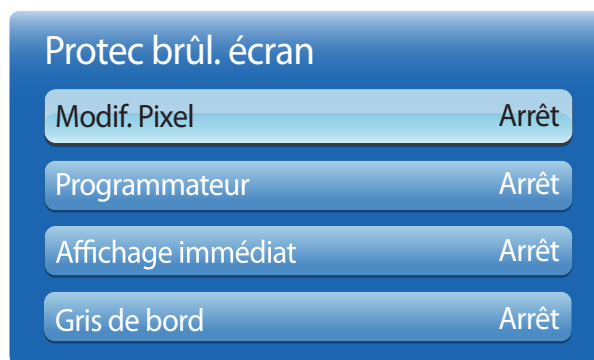 Protec brûl. écran
Modif. Pixel Arrêt
Programmateur Arrêt
Affichage immédiat Arrêt
Gris de bord Arrêt